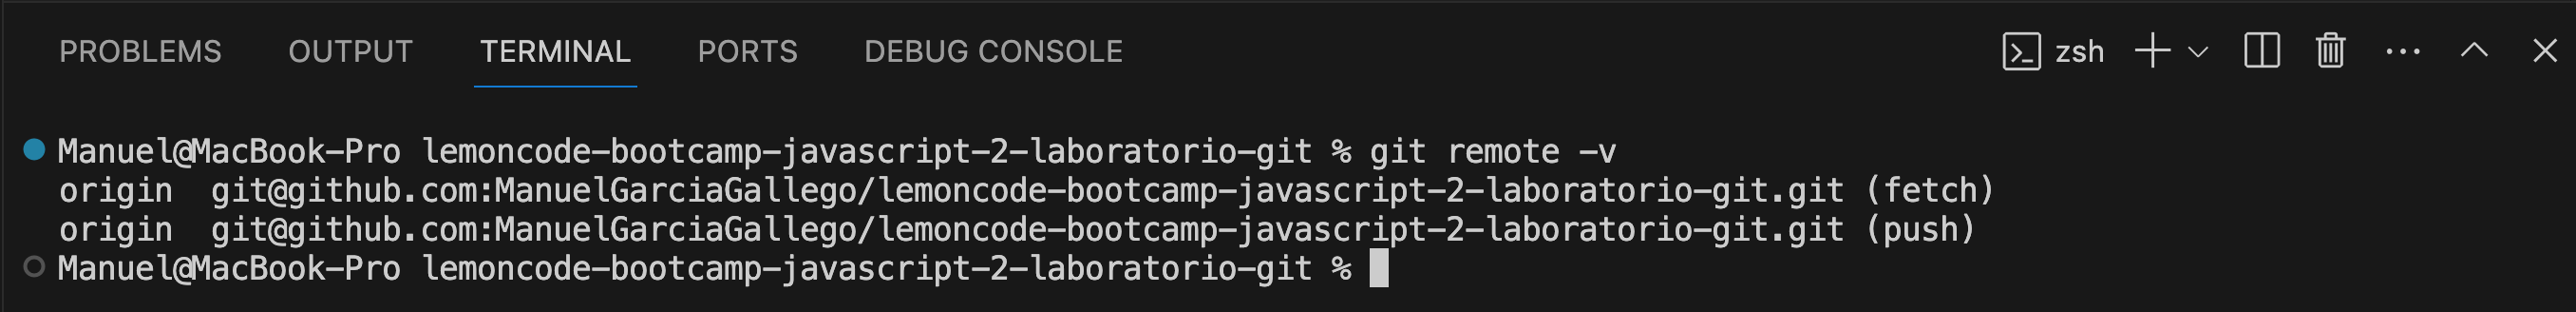 PROBLEMS OUTPUT TERMINAL PORTS DEBUG CONSOLE zsh
Manuel@MacBook-Pro lemoncode-bootcamp-javascript-2-laboratorio-git % git remote -v
origin  git@github.com:ManuelGarciaGallego/lemoncode-bootcamp-javascript-2-laboratorio-git.git (fetch)
origin  git@github.com:ManuelGarciaGallego/lemoncode-bootcamp-javascript-2-laboratorio-git.git (push)
Manuel@MacBook-Pro lemoncode-bootcamp-javascript-2-laboratorio-git %